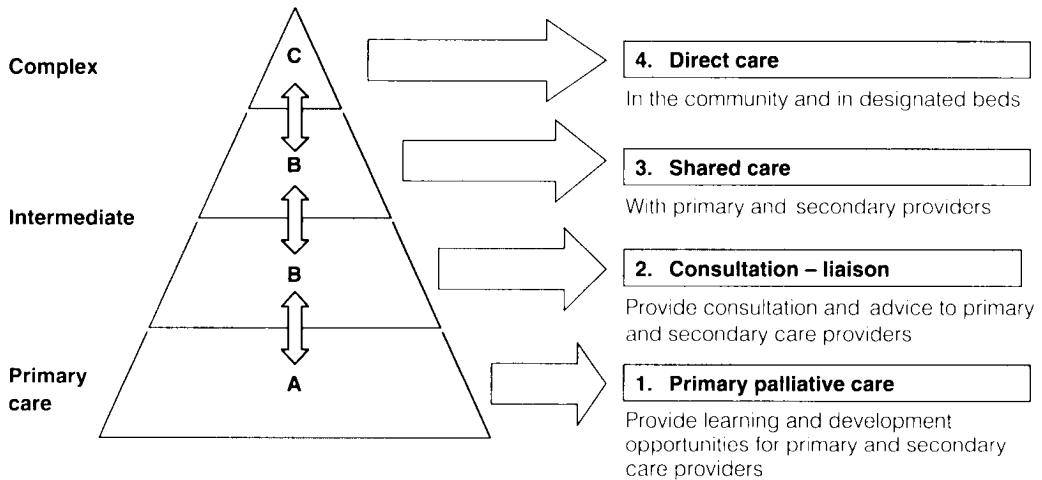 Complex
C
4. Direct care
In the community and in designated beds
B
3. Shared care
With primary and secondary providers
Intermediate
B
2. Consultation – liaison
Provide consultation and advice to primary
and secondary care providers
Primary
care
A
1. Primary palliative care
Provide learning and development
opportunities for primary and secondary
care providers